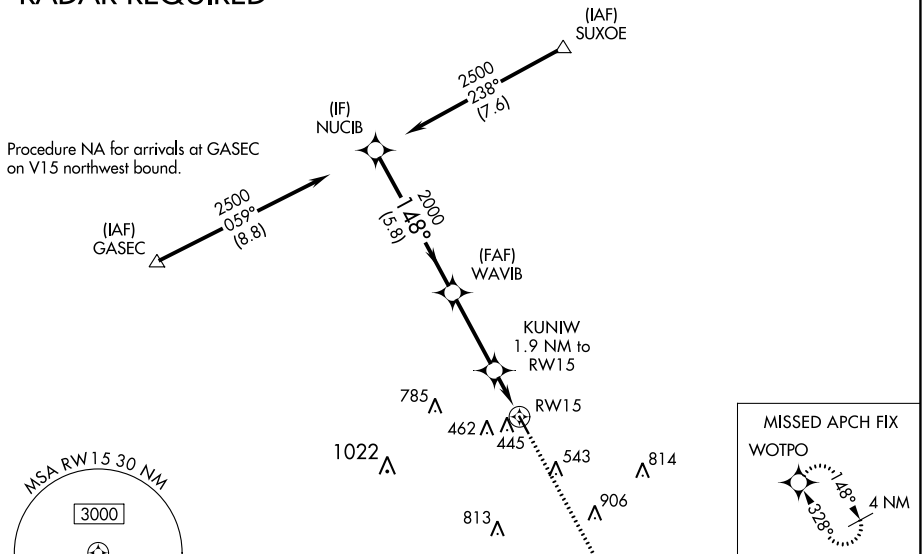 RADAR REQUIRED
(IAF)
SUXOE
2500
238°
(7.6)
(IF)
NUCIB
Procedure NA for arrivals at GASEC
on V15 northwest bound.
2500
059°
(8.8)
(IAF)
GASEC
2000
148°
(5.8)
(FAF)
WAVIB
KUNIW
1.9 NM to
RW15
RW15
785
462
445
1022
543
814
906
813
MSA RW15 30 NM
3000
MISSED APCH FIX
WOTPO
148°
328°
4 NM